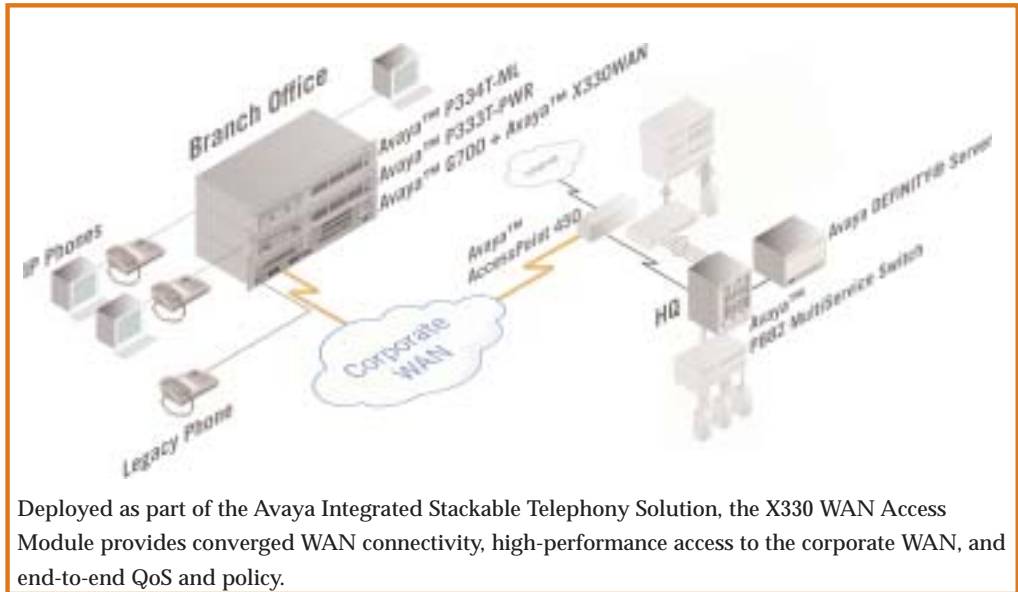 Branch Office
Avaya™ P334T-ML
Avaya™ P333T-PWR
Avaya™ G700 + Avaya™ X330WAN
IP Phones
Legacy Phone
Corporate
WAN
Avaya™
AccessPoint 450
HQ
Avaya DEFINITY® Server
Avaya™
P882 MultiService Switch
Deployed as part of the Avaya Integrated Stackable Telephony Solution, the X330 WAN Access
Module provides converged WAN connectivity, high-performance access to the corporate WAN, and
end-to-end QoS and policy.